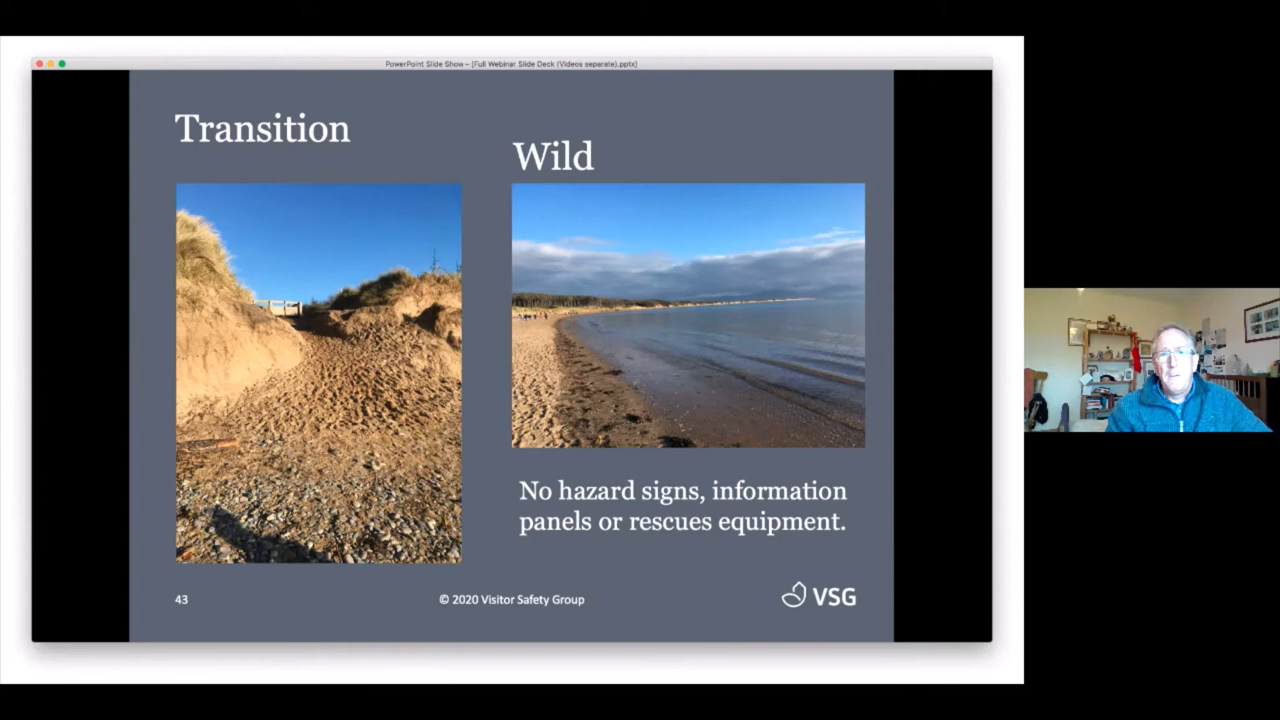 PowerPoint Slide Show – [Full Webinar Slide Deck (Videos separate).pptx]
Transition
Wild
No hazard signs, information
panels or rescues equipment.
43
© 2020 Visitor Safety Group
VSG